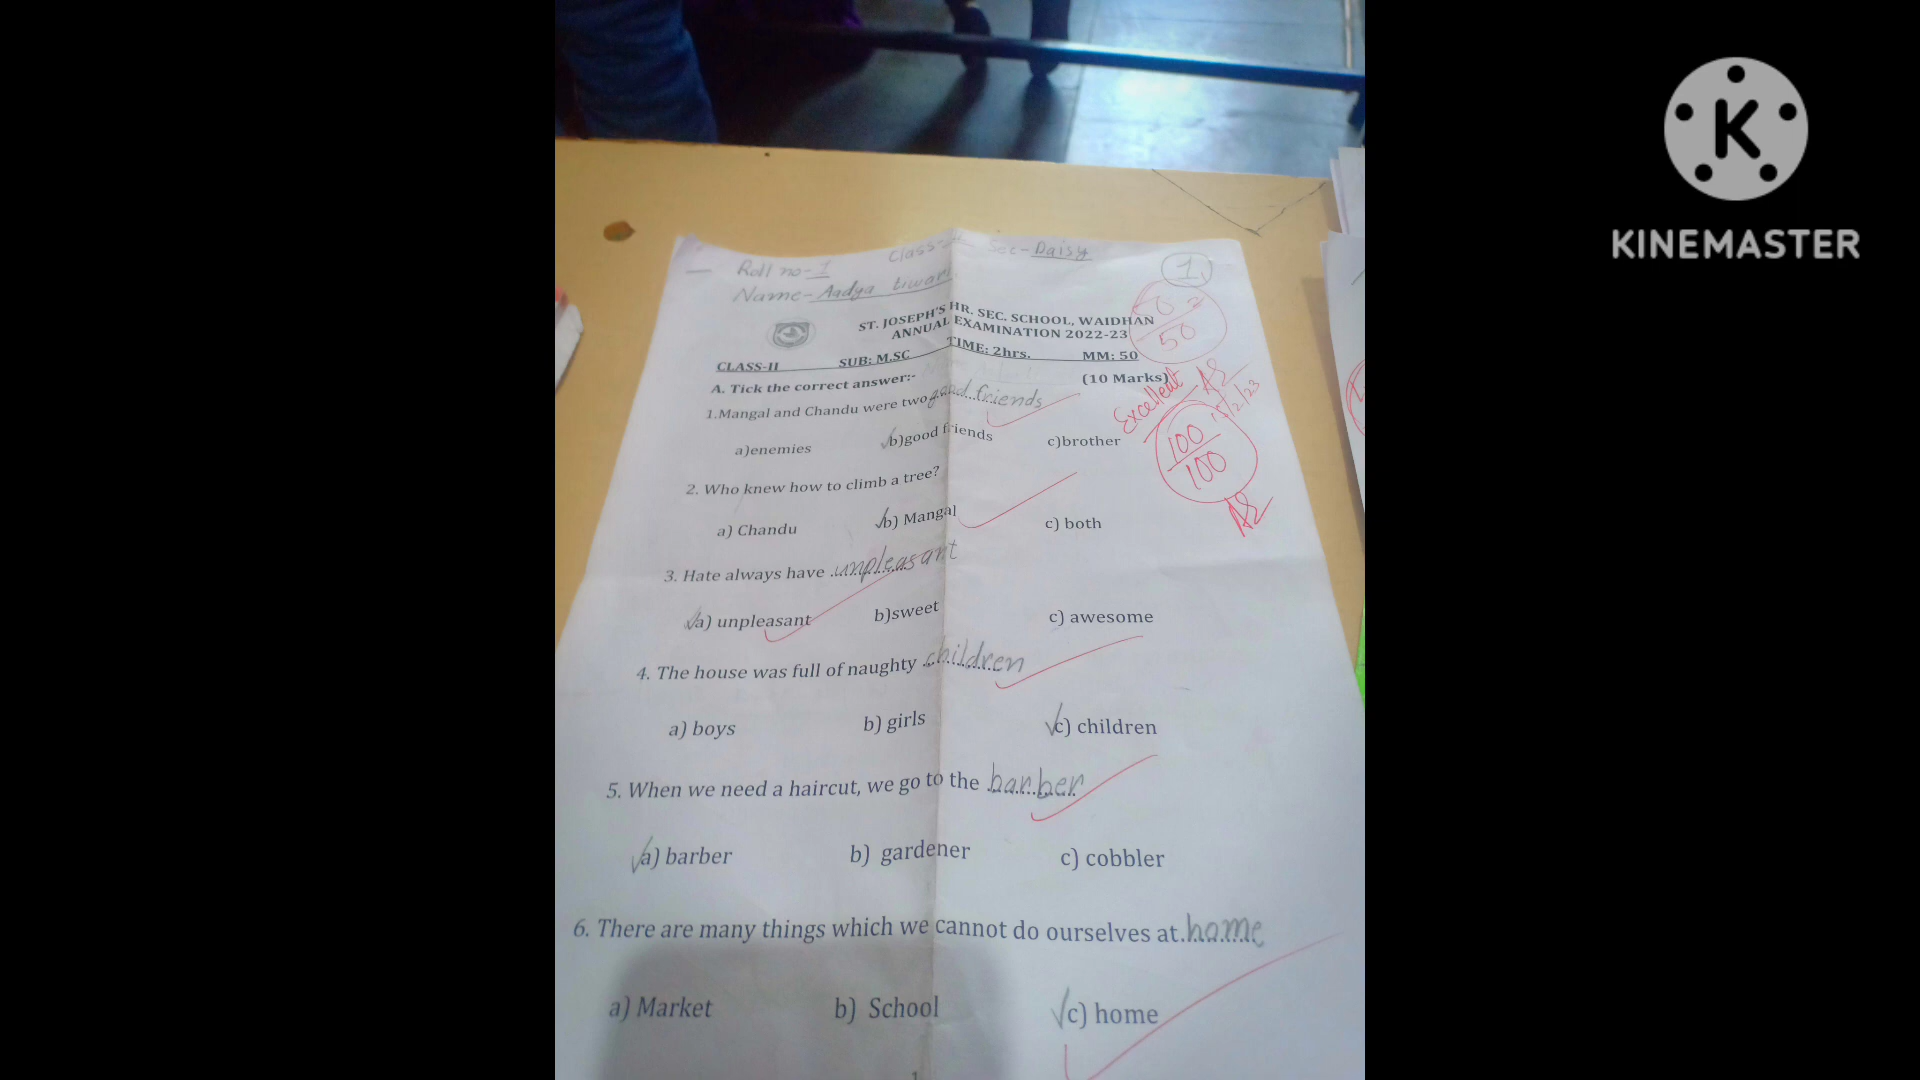 Class- Sec- Daisy
Roll no- 1
Name- Aadya tiwari.
1
ST. JOSEPH'S HR. SEC. SCHOOL, WAIDHAN
ANNUAL EXAMINATION 2022-23
50
50
CLASS-II SUB: M.SC TIME: 2hrs. MM: 50
A. Tick the correct answer:- (10 Marks)
Excellent
100
100
1.Mangal and Chandu were two good friends
a)enemies b)good friends c)brother
2. Who knew how to climb a tree?
a) Chandu b) Mangal c) both
3. Hate always have unpleasant
a) unpleasant b)sweet c) awesome
4. The house was full of naughty children
a) boys b) girls c) children
5. When we need a haircut, we go to the barber
a) barber b) gardener c) cobbler
6. There are many things which we cannot do ourselves at home
a) Market b) School c) home
1
K
KINEMASTER